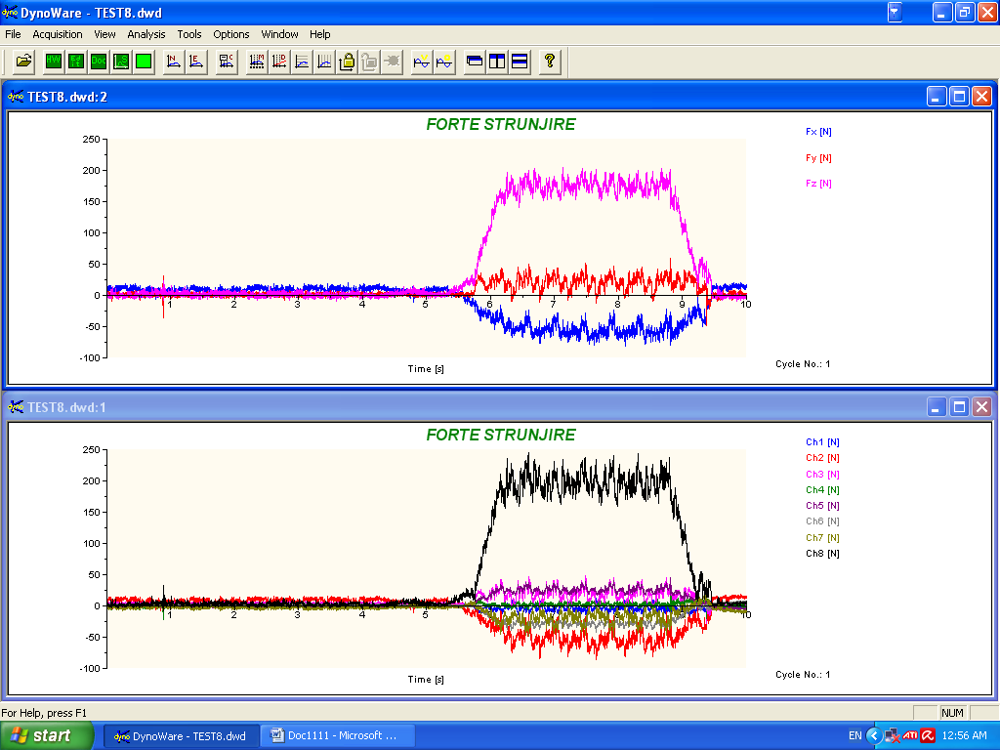 DynoWare - TEST8.dwd
File Acquisition View Analysis Tools Options Window Help
TEST8.dwd:2
FORTE STRUNJIRE
Fx [N]
Fy [N]
Fz [N]
250
200
150
100
50
0
-50
-100
1 2 3 4 5 6 7 8 9 10
Time [s]
Cycle No.: 1
TEST8.dwd:1
FORTE STRUNJIRE
Ch1 [N]
Ch2 [N]
Ch3 [N]
Ch4 [N]
Ch5 [N]
Ch6 [N]
Ch7 [N]
Ch8 [N]
250
200
150
100
50
0
-50
-100
1 2 3 4 5 6 7 8 9 10
Time [s]
Cycle No.: 1
For Help, press F1
NUM
start
DynoWare - TEST8.dwd
Doc1111 - Microsoft ...
EN
ATI
12:56 AM